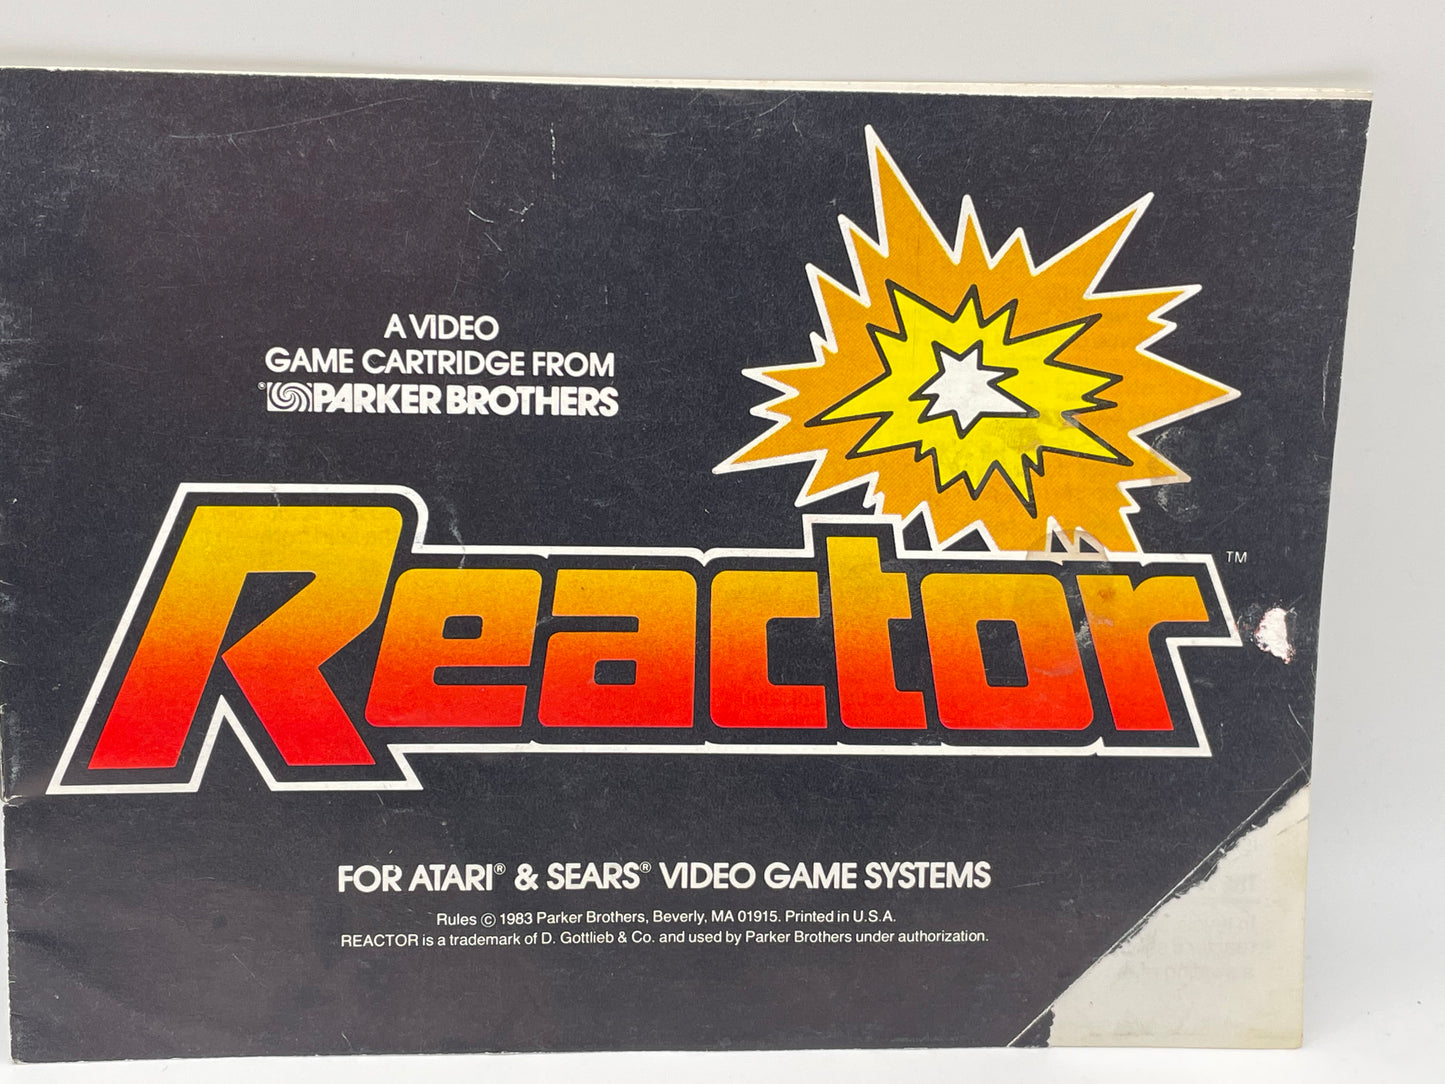 A VIDEO
GAME CARTRIDGE FROM
® PARKER BROTHERS
Reactor™
FOR ATARI® & SEARS® VIDEO GAME SYSTEMS
Rules © 1983 Parker Brothers, Beverly, MA 01915. Printed in U.S.A.
REACTOR is a trademark of D. Gottlieb & Co. and used by Parker Brothers under authorization.